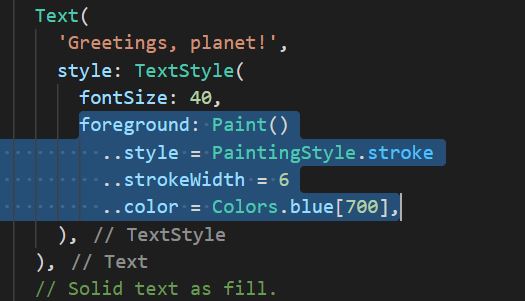 Text(
'Greetings, planet!',
style: TextStyle(
fontSize: 40,
foreground: Paint()
..style = PaintingStyle.stroke
..strokeWidth = 6
..color = Colors.blue[700],
), // TextStyle
), // Text
// Solid text as fill.